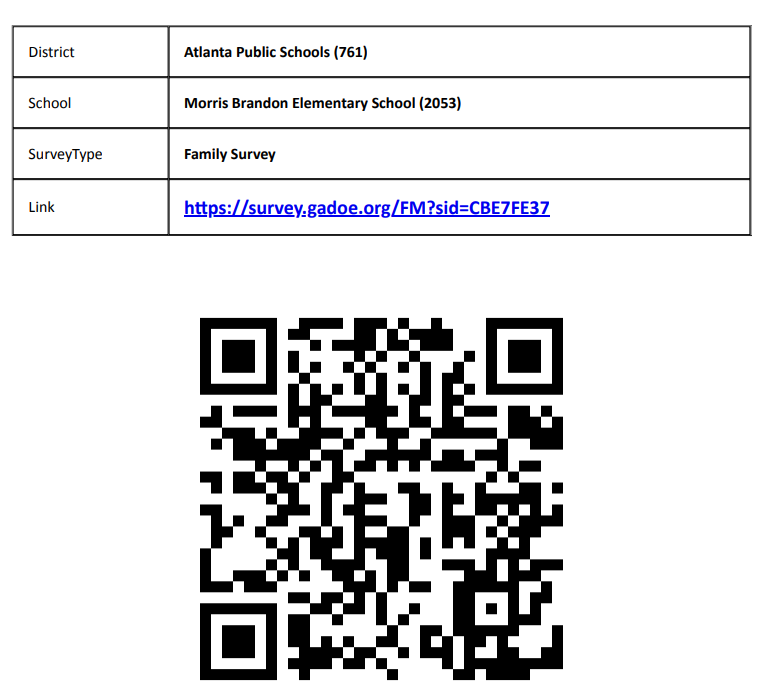 District Atlanta Public Schools (761)
School Morris Brandon Elementary School (2053)
SurveyType Family Survey
Link https://survey.gadoe.org/FM?sid=CBE7FE37